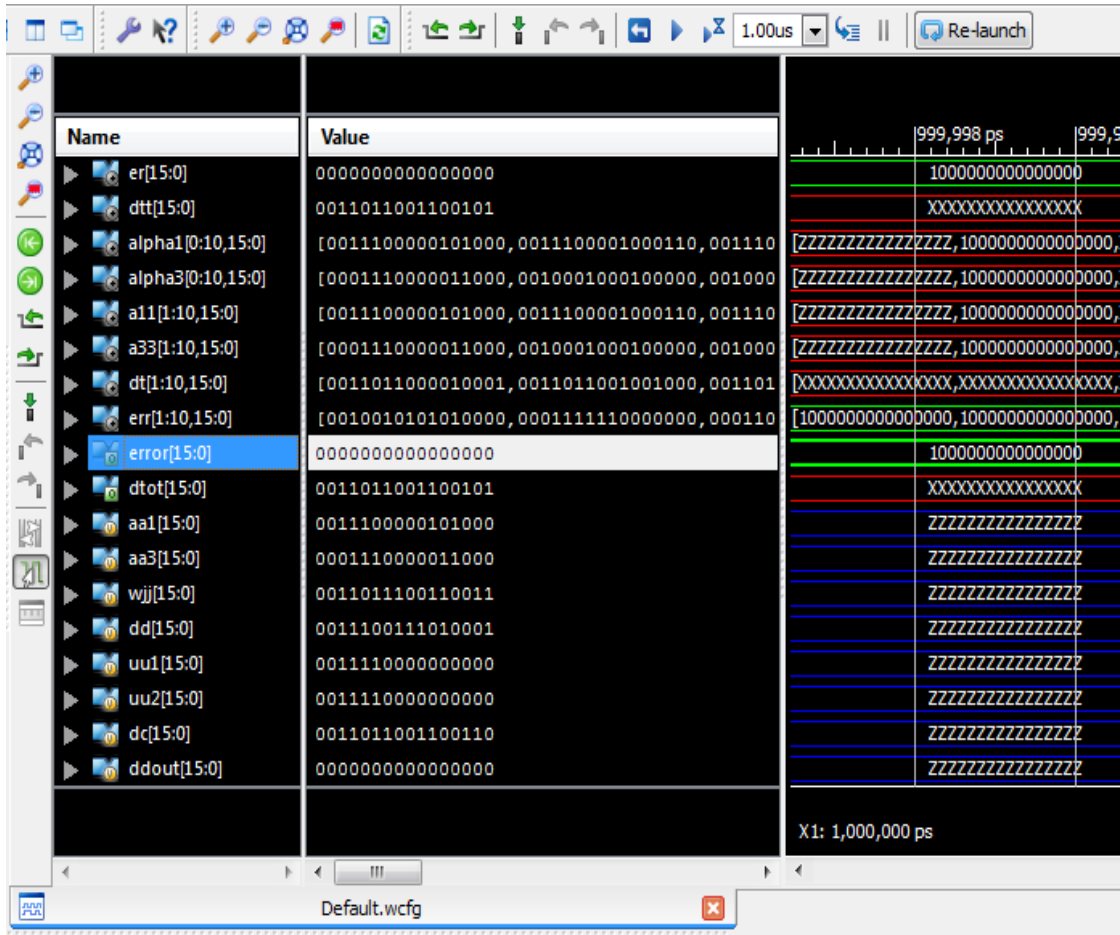 1.00us Re-launch
999,998 ps 999,9
Name Value
er[15:0] 0000000000000000 1000000000000000
dtt[15:0] 0011011001100101 XXXXXXXXXXXXXXXX
alpha1[0:10,15:0] [0011100000101000,0011100001000110,001110 [ZZZZZZZZZZZZZZZZ,1000000000000000,
alpha3[0:10,15:0] [0001110000011000,0010001000100000,001000 [ZZZZZZZZZZZZZZZZ,1000000000000000,
a11[1:10,15:0] [0011100000101000,0011100001000110,001110 [ZZZZZZZZZZZZZZZZ,1000000000000000,
a33[1:10,15:0] [0001110000011000,0010001000100000,001000 [ZZZZZZZZZZZZZZZZ,1000000000000000,
dt[1:10,15:0] [0011011000010001,0011011001001000,001101 [XXXXXXXXXXXXXXXX,XXXXXXXXXXXXXXXX,
err[1:10,15:0] [0010010101010000,0001111110000000,000110 [1000000000000000,1000000000000000,
error[15:0] 0000000000000000 1000000000000000
dtot[15:0] 0011011001100101 XXXXXXXXXXXXXXXX
aa1[15:0] 0011100000101000 ZZZZZZZZZZZZZZZZ
aa3[15:0] 0001110000011000 ZZZZZZZZZZZZZZZZ
wjj[15:0] 0011011100110011 ZZZZZZZZZZZZZZZZ
dd[15:0] 0011100111010001 ZZZZZZZZZZZZZZZZ
uu1[15:0] 0011110000000000 ZZZZZZZZZZZZZZZZ
uu2[15:0] 0011110000000000 ZZZZZZZZZZZZZZZZ
dc[15:0] 0011011001100110 ZZZZZZZZZZZZZZZZ
ddout[15:0] 0000000000000000 ZZZZZZZZZZZZZZZZ
X1: 1,000,000 ps
Default.wcfg